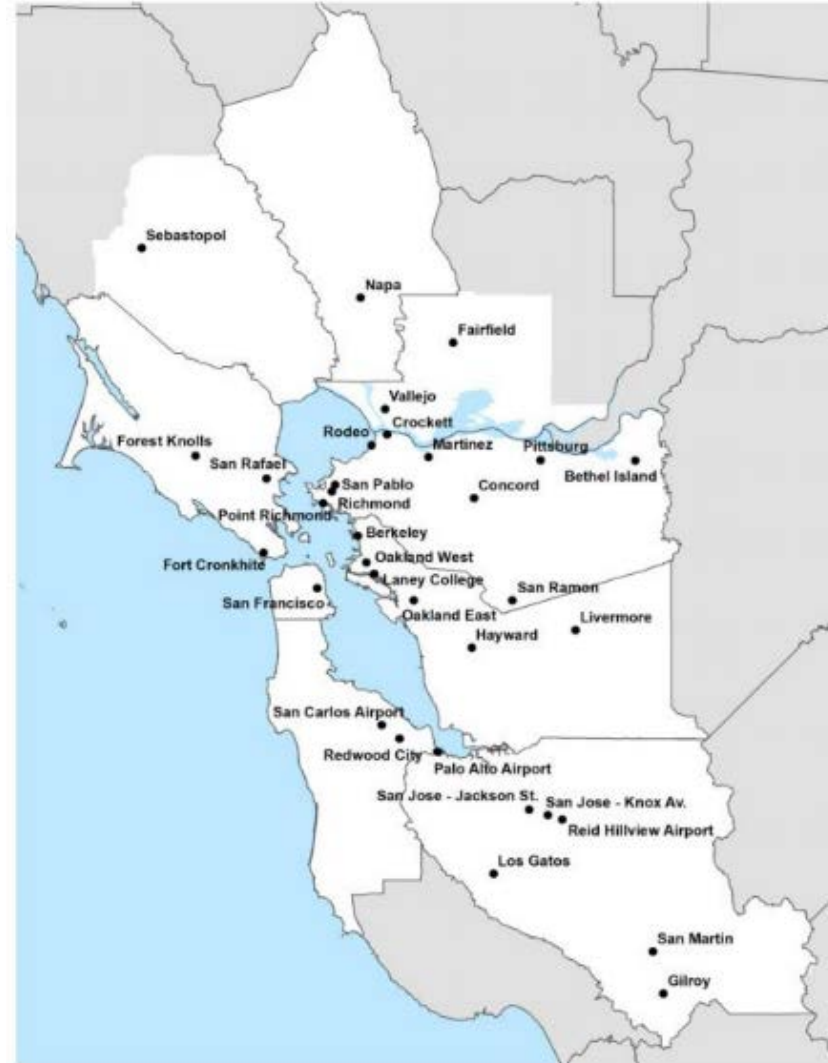 Sebastopol
Napa
Fairfield
Vallejo
Crockett
Rodeo
Martinez
Pittsburg
Forest Knolls
San Rafael
Bethel Island
San Pablo
Concord
Richmond
Point Richmond
Berkeley
Fort Cronkhite
Oakland West
Laney College
San Ramon
San Francisco
Oakland East
Livermore
Hayward
San Carlos Airport
Redwood City
Palo Alto Airport
San Jose - Jackson St.
San Jose - Knox Av.
Reid Hillview Airport
Los Gatos
San Martin
Gilroy